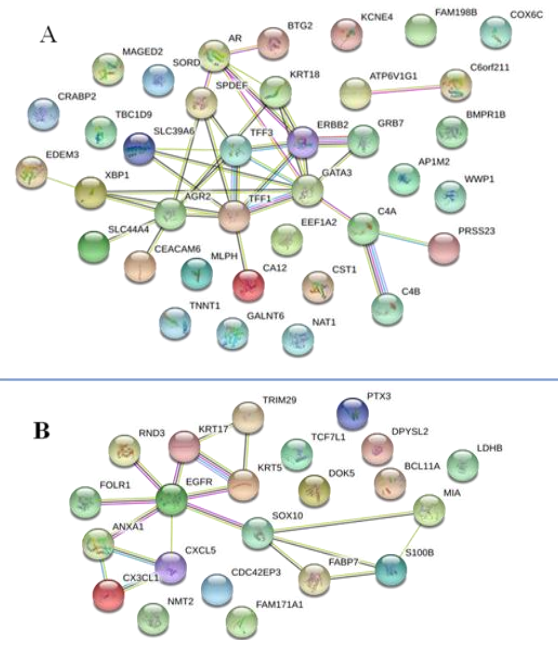 A
AR
BTG2
KCNE4
FAM198B
COX6C
MAGED2
SORD
SPDEF
KRT18
ATP6V1G1
C6orf211
CRABP2
TBC1D9
SLC39A6
TFF3
ERBB2
GRB7
BMPR1B
EDEM3
XBP1
AGR2
TFF1
GATA3
AP1M2
WWP1
SLC44A4
CEACAM6
MLPH
EEF1A2
C4A
PRSS23
CA12
CST1
C4B
TNNT1
GALNT6
NAT1
B
TRIM29
PTX3
RND3
KRT17
TCF7L1
DPYSL2
LDHB
FOLR1
EGFR
KRT5
DOK5
BCL11A
MIA
ANXA1
SOX10
CXCL5
CX3CL1
CDC42EP3
FABP7
S100B
NMT2
FAM171A1